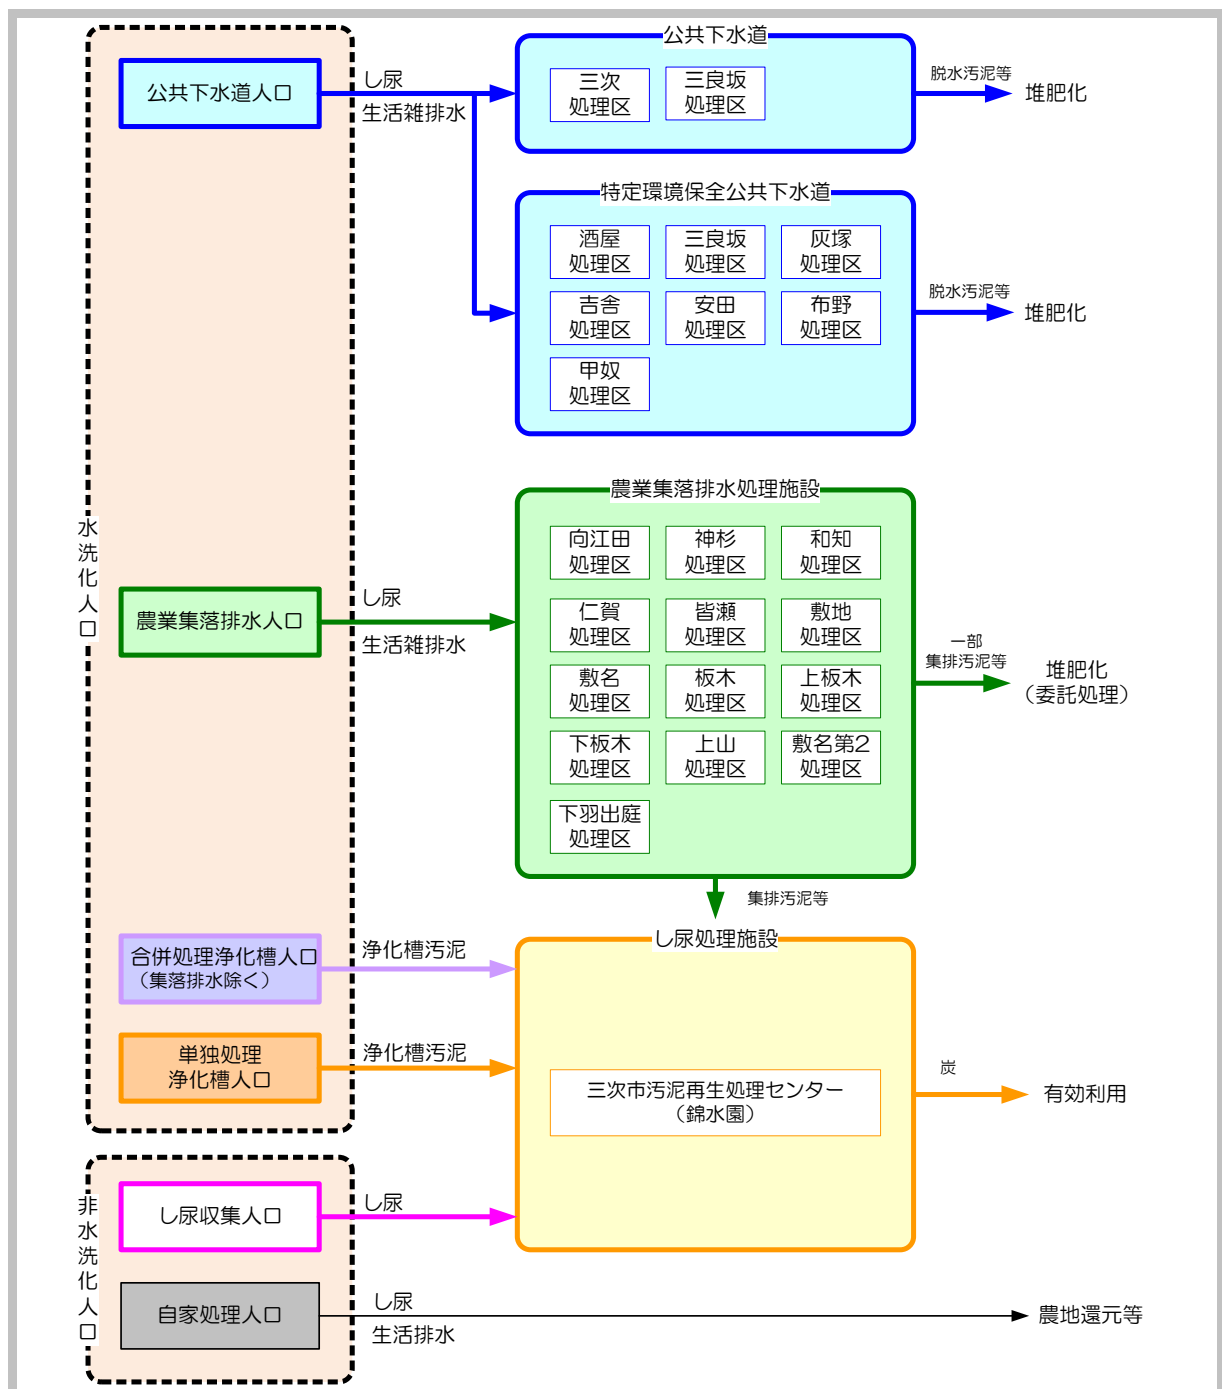 水洗化人口
公共下水道人口
し尿
生活雑排水
公共下水道
三次
処理区
三良坂
処理区
脱水汚泥等
堆肥化
特定環境保全公共下水道
酒屋
処理区
三良坂
処理区
灰塚
処理区
吉舎
処理区
安田
処理区
布野
処理区
甲奴
処理区
脱水汚泥等
堆肥化
農業集落排水人口
し尿
生活雑排水
農業集落排水処理施設
向江田
処理区
神杉
処理区
和知
処理区
仁賀
処理区
皆瀬
処理区
敷地
処理区
敷名
処理区
板木
処理区
上板木
処理区
下板木
処理区
上山
処理区
敷名第2
処理区
下羽出庭
処理区
一部
集排汚泥等
堆肥化
（委託処理）
集排汚泥等
合併処理浄化槽人口
（集落排水除く）
浄化槽汚泥
単独処理
浄化槽人口
浄化槽汚泥
し尿処理施設
三次市汚泥再生処理センター
（錦水園）
炭
有効利用
非水洗化人口
し尿収集人口
し尿
自家処理人口
し尿
生活排水
農地還元等